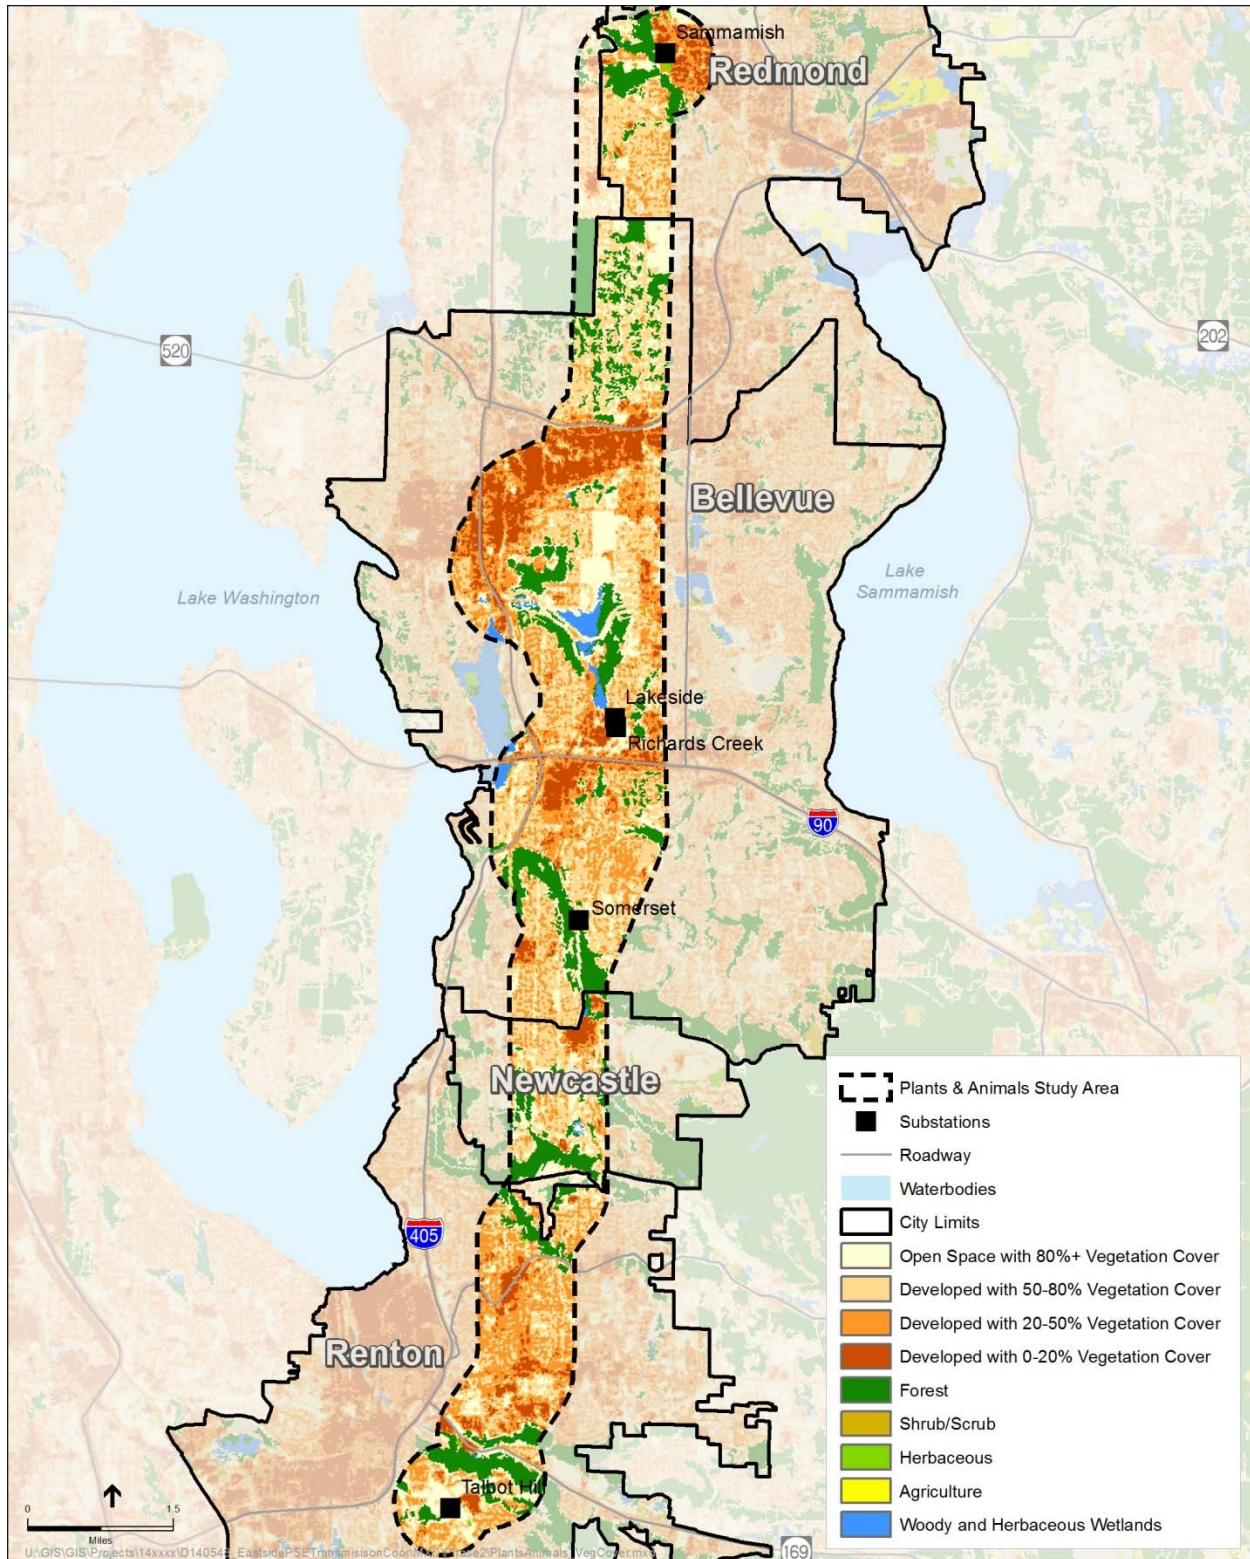 Sammamish
Redmond
520
202
Bellevue
Lake Washington
Lake
Sammamish
Lakeside
Richards Creek
90
Somerset
Newcastle
405
Renton
Talbot Hill
169
Plants & Animals Study Area
Substations
Roadway
Waterbodies
City Limits
Open Space with 80%+ Vegetation Cover
Developed with 50-80% Vegetation Cover
Developed with 20-50% Vegetation Cover
Developed with 0-20% Vegetation Cover
Forest
Shrub/Scrub
Herbaceous
Agriculture
Woody and Herbaceous Wetlands
0 1.5
Miles